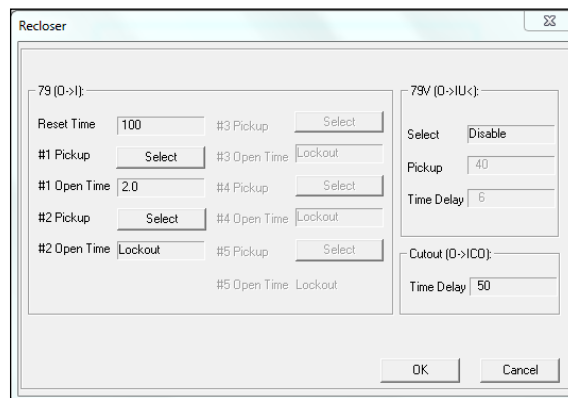 Recloser
79 (O->I):
Reset Time 100
#1 Pickup Select
#1 Open Time 2.0
#2 Pickup Select
#2 Open Time Lockout
#3 Pickup Select
#3 Open Time Lockout
#4 Pickup Select
#4 Open Time Lockout
#5 Pickup Select
#5 Open Time Lockout
79V (O->IU<):
Select Disable
Pickup 40
Time Delay 6
Cutout (O->ICO):
Time Delay 50
OK Cancel